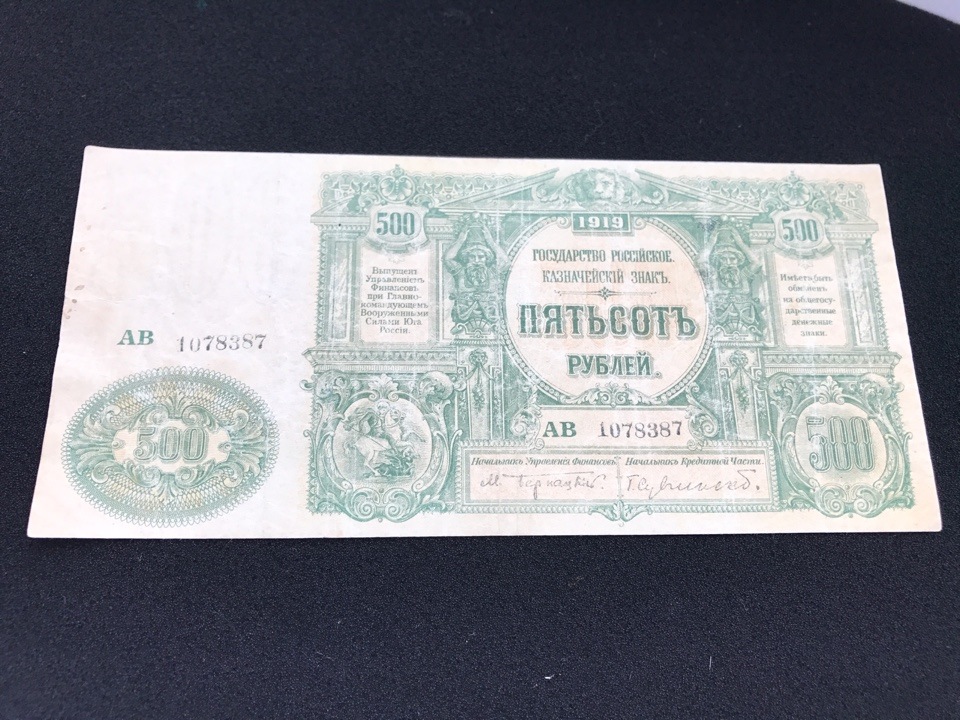 1919
500
500
ГОСУДАРСТВО РОССІЙСКОЕ.
КАЗНАЧЕЙСКІЙ ЗНАКЪ.
ПЯТЬСОТЪ
РУБЛЕЙ.
Выпущенъ
Управленіемъ
Финансовъ
при Главно-
командующемъ
Вооруженными
Силами Юга
Россіи.
Имѣетъ быть
обмѣненъ
на общегосу-
дарственные
денежные
знаки.
АВ 1078387
АВ 1078387
500
500
Начальникъ Управленія Финансовъ.
Начальникъ Кредитной Части.
М. Бернацкій.